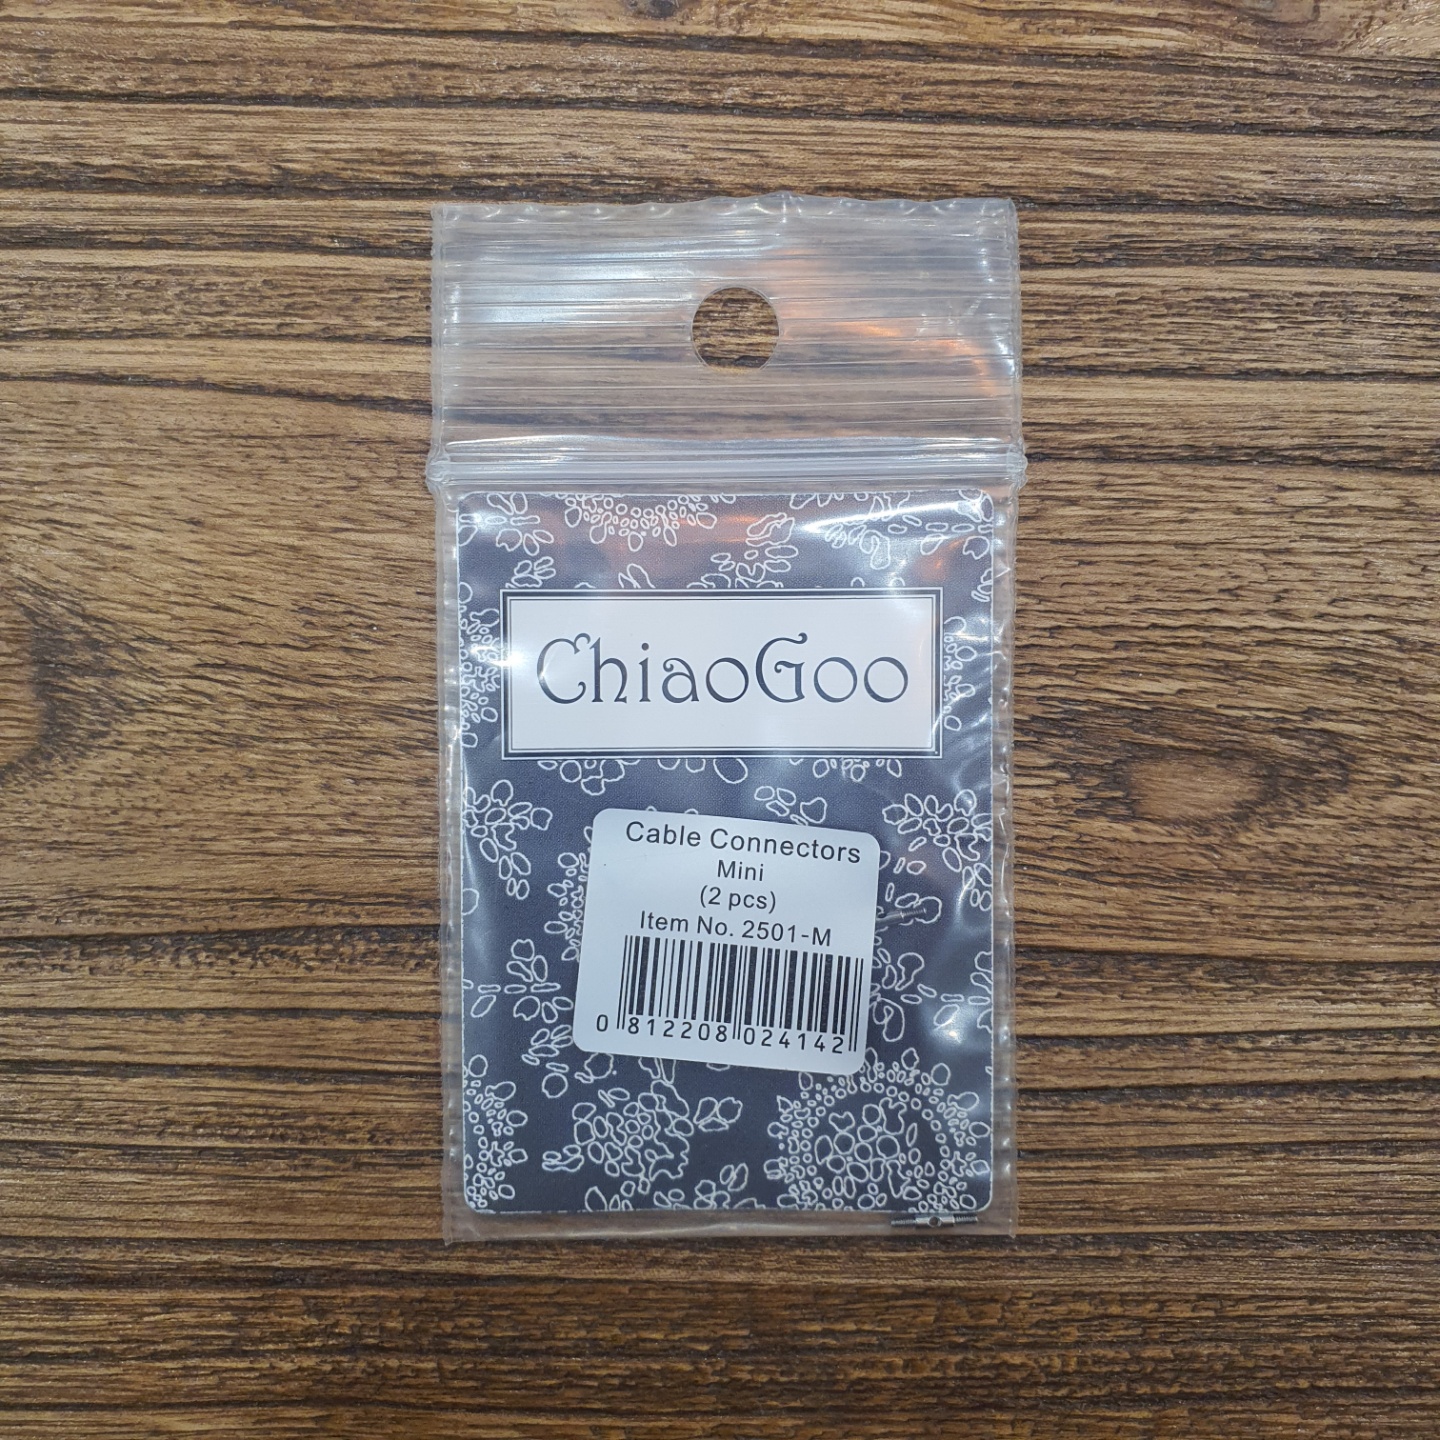 ChiaoGoo
Cable Connectors
Mini
(2 pcs)
Item No. 2501-M
0 812208 024142